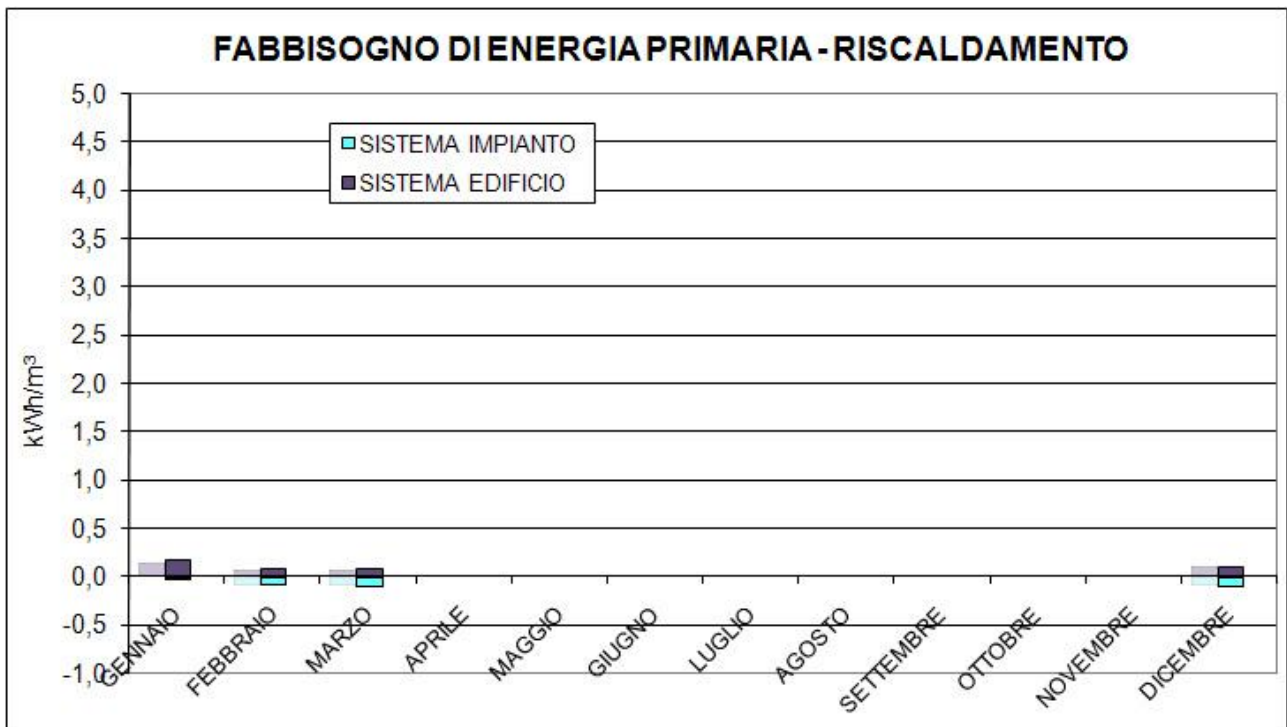 FABBISOGNO DI ENERGIA PRIMARIA - RISCALDAMENTO
5,0
4,5
4,0
3,5
3,0
2,5
2,0
1,5
1,0
0,5
0,0
-0,5
-1,0
kWh/m³
SISTEMA IMPIANTO
SISTEMA EDIFICIO
GENNAIO
FEBBRAIO
MARZO
APRILE
MAGGIO
GIUGNO
LUGLIO
AGOSTO
SETTEMBRE
OTTOBRE
NOVEMBRE
DICEMBRE